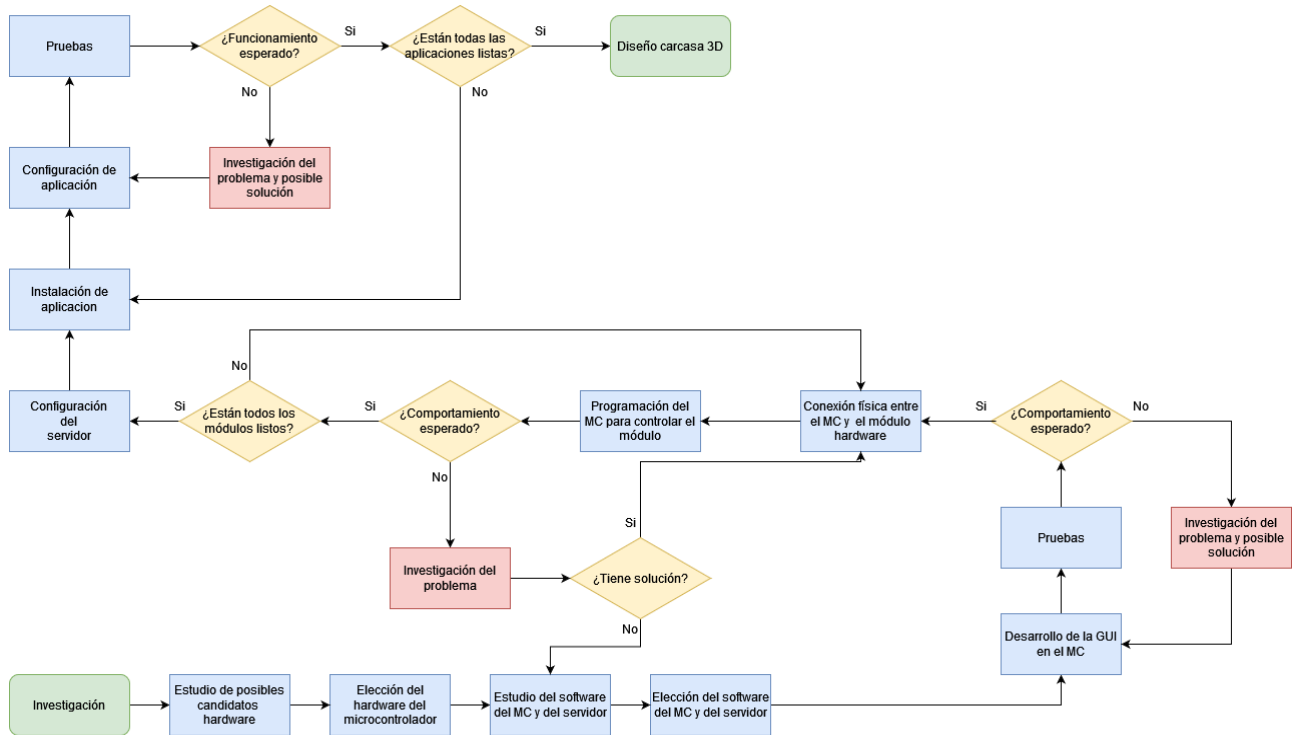 Pruebas
¿Funcionamiento
esperado?
Si
¿Están todas las
aplicaciones listas?
Si
Diseño carcasa 3D
No
No
Configuración de
aplicación
Investigación del
problema y posible
solución
Instalación de
aplicacion
No
Configuración
del
servidor
Si
¿Están todos los
módulos listos?
Si
¿Comportamiento
esperado?
Programación del
MC para controlar el
módulo
Conexión física entre
el MC y el módulo
hardware
Si
¿Comportamiento
esperado?
No
No
Investigación del
problema
Si
¿Tiene solución?
No
Pruebas
Investigación del
problema y posible
solución
Desarrollo de la GUI
en el MC
Investigación
Estudio de posibles
candidatos
hardware
Elección del
hardware del
microcontrolador
Estudio del software
del MC y del servidor
Elección del software
del MC y del servidor